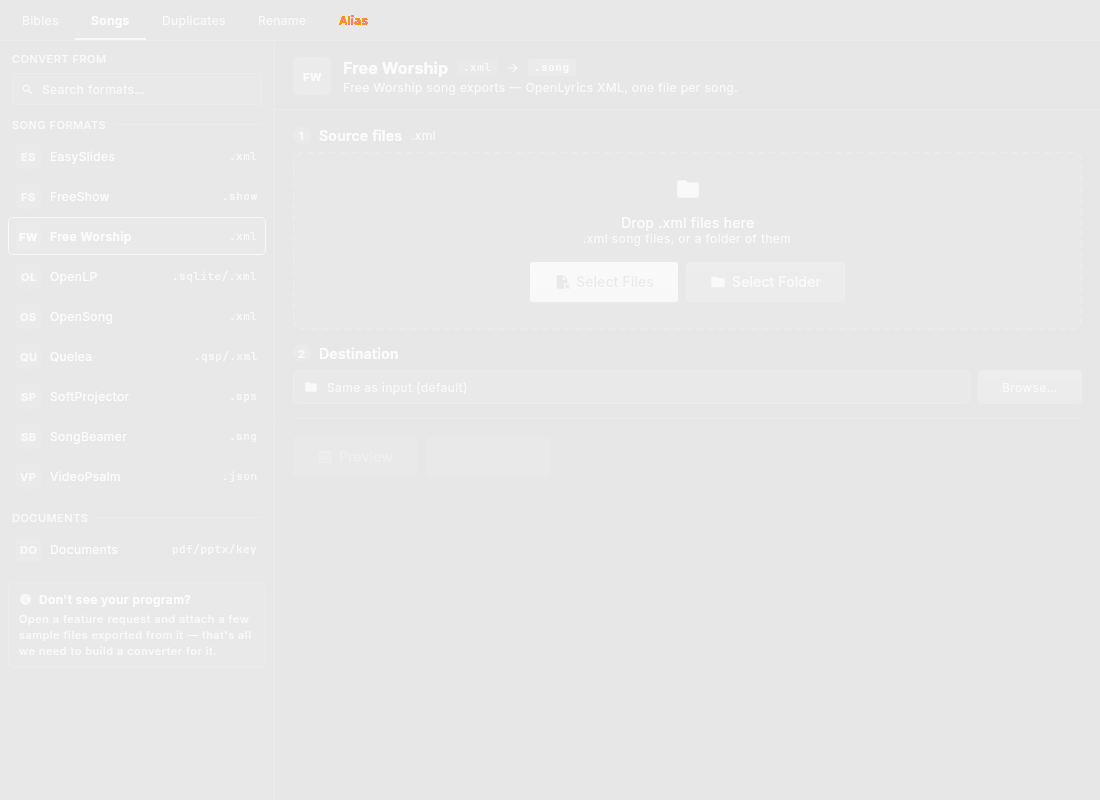 Bibles Songs Duplicates Rename Alias
CONVERT FROM
Search formats...
SONG FORMATS
ES EasySlides .xml
FS FreeShow .show
FW Free Worship .xml
OL OpenLP .sqlite/.xml
OS OpenSong .xml
QU Quelea .qsp/.xml
SP SoftProjector .sps
SB SongBeamer .sng
VP VideoPsalm .json
DOCUMENTS
DO Documents pdf/pptx/key
Don't see your program?
Open a feature request and attach a few
sample files exported from it — that's all
we need to build a converter for it.
FW Free Worship .xml → .song
Free Worship song exports — OpenLyrics XML, one file per song.
1 Source files .xml
Drop .xml files here
.xml song files, or a folder of them
Select Files Select Folder
2 Destination
Same as input (default) Browse...
Preview